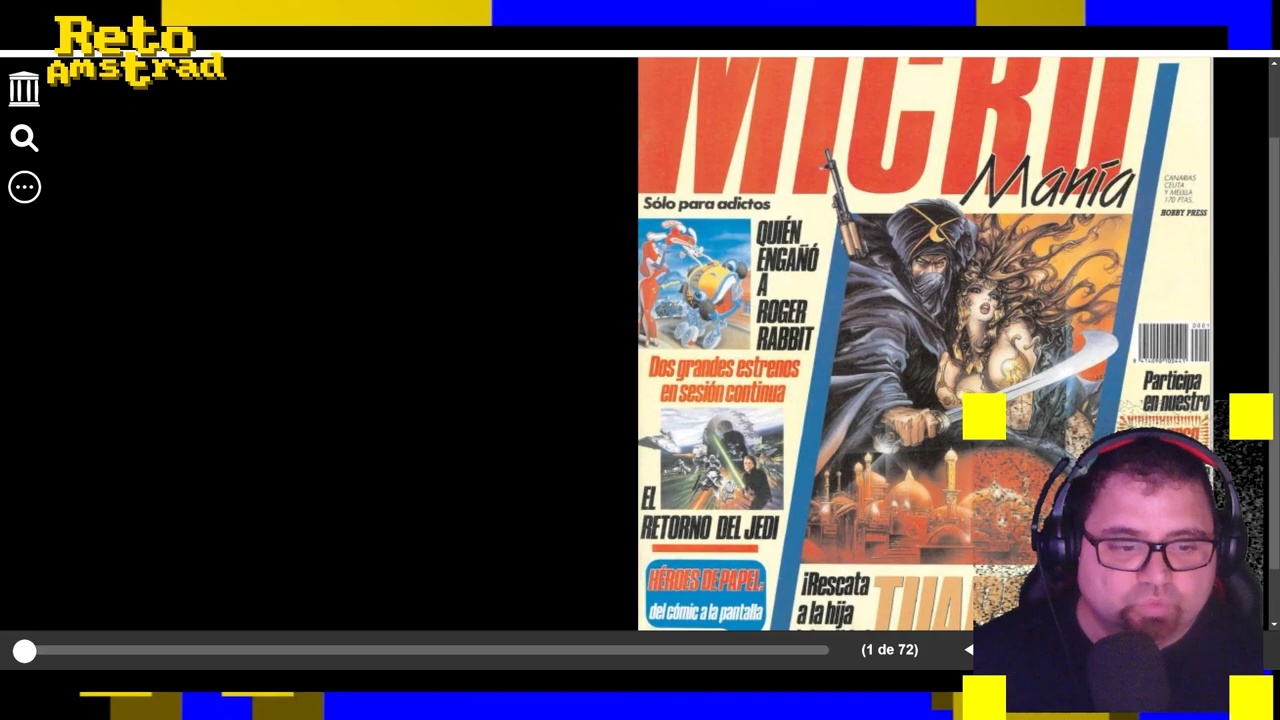 Reto
Amstrad
MICRO
Manía
CANARIAS
CEUTA
Y MELILLA
170 PTAS.
HOBBY PRESS
Sólo para adictos
QUIÉN
ENGAÑÓ
A
ROGER
RABBIT
Dos grandes estrenos
en sesión continua
EL
RETORNO DEL JEDI
HÉROES DE PAPEL,
del cómic a la pantalla
¡Rescata
a la hija
Participa
en nuestro
(1 de 72)